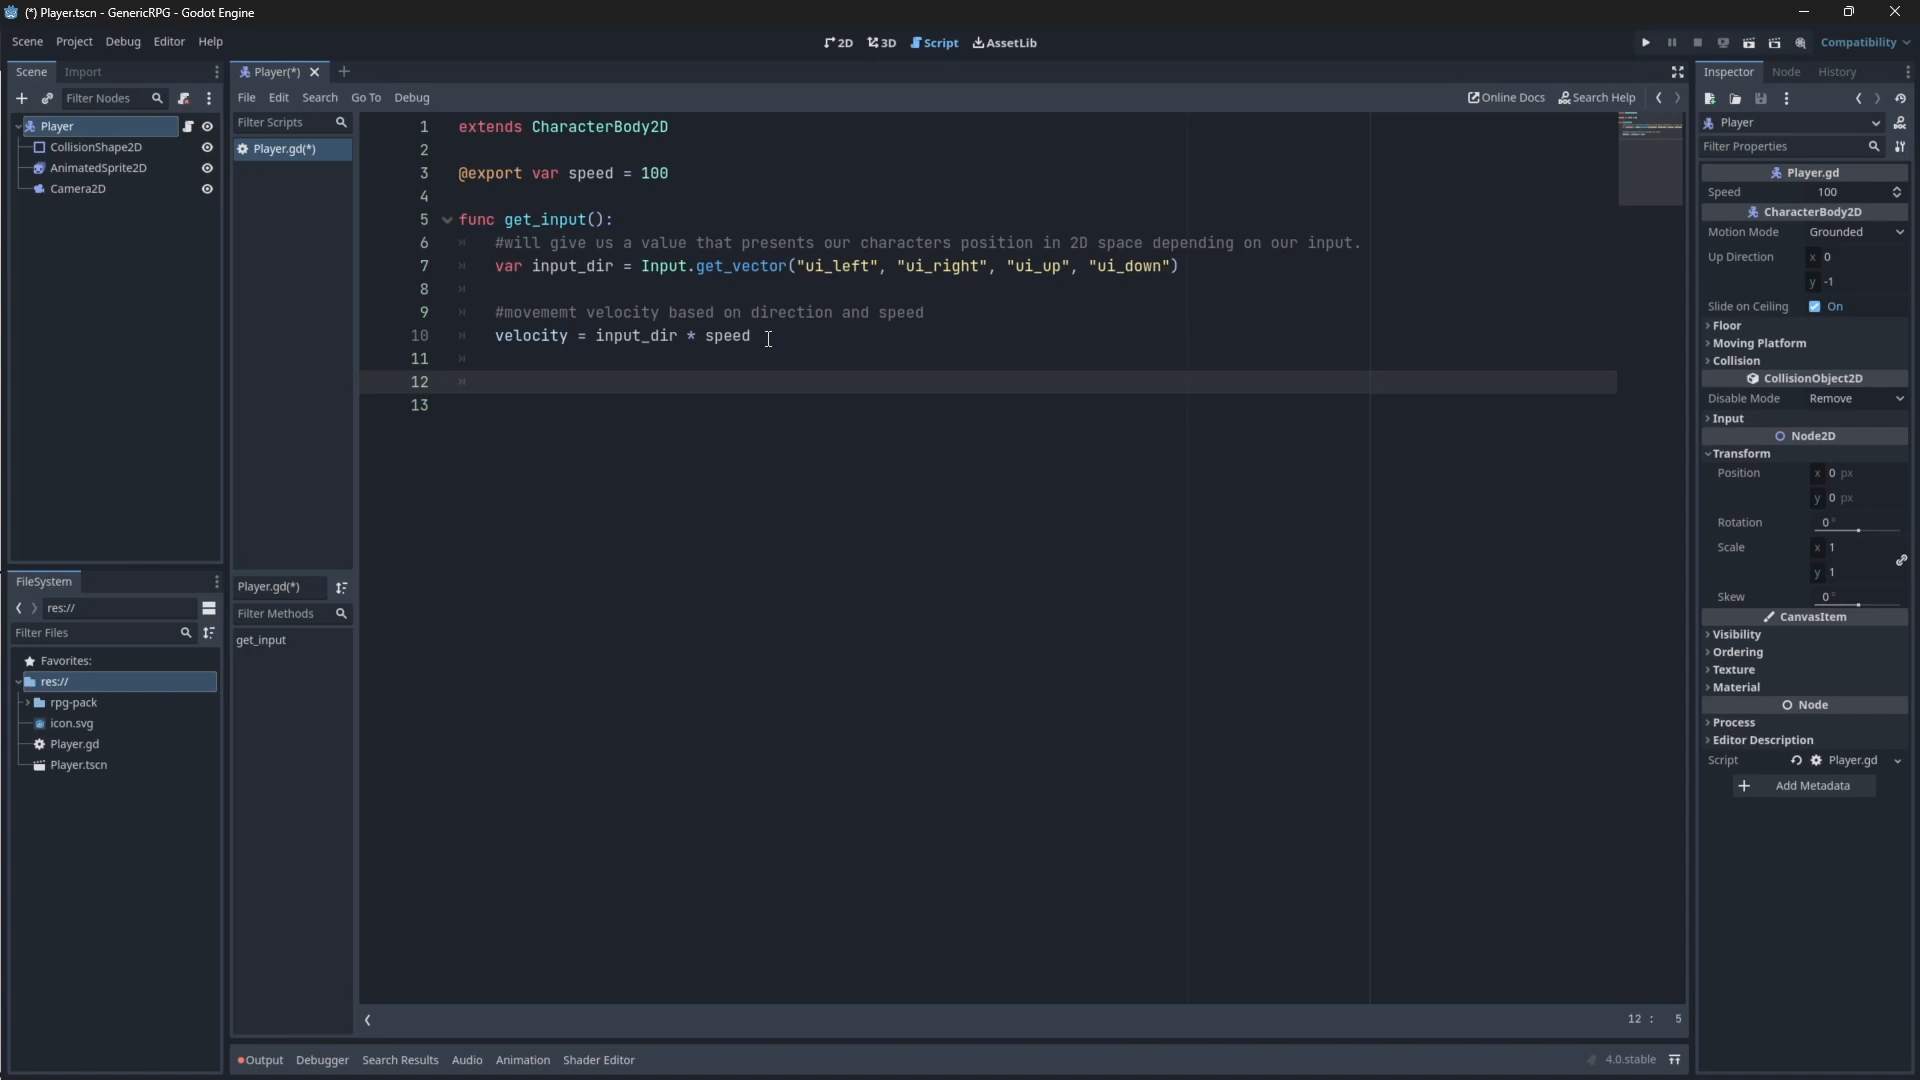 (*) Player.tscn - GenericRPG - Godot Engine
Scene Project Debug Editor Help
2D 3D Script AssetLib
Compatibility
Scene Import
Filter Nodes
Player
CollisionShape2D
AnimatedSprite2D
Camera2D
FileSystem
res://
Filter Files
Favorites:
res://
rpg-pack
icon.svg
Player.gd
Player.tscn
Player(*)
File Edit Search Go To Debug
Online Docs Search Help
Filter Scripts
Player.gd(*)
Player.gd(*)
Filter Methods
get_input
1 extends CharacterBody2D
2
3 @export var speed = 100
4
5 func get_input():
6 #will give us a value that presents our characters position in 2D space depending on our input.
7 var input_dir = Input.get_vector("ui_left", "ui_right", "ui_up", "ui_down")
8
9 #movememt velocity based on direction and speed
10 velocity = input_dir * speed
11
12
13
12 : 5
Output Debugger Search Results Audio Animation Shader Editor
4.0.stable
Inspector Node History
Player
Filter Properties
Player.gd
Speed 100
CharacterBody2D
Motion Mode Grounded
Up Direction x 0
y -1
Slide on Ceiling On
Floor
Moving Platform
Collision
CollisionObject2D
Disable Mode Remove
Input
Node2D
Transform
Position x 0 px
y 0 px
Rotation 0 °
Scale x 1
y 1
Skew 0 °
CanvasItem
Visibility
Ordering
Texture
Material
Node
Process
Editor Description
Script Player.gd
Add Metadata